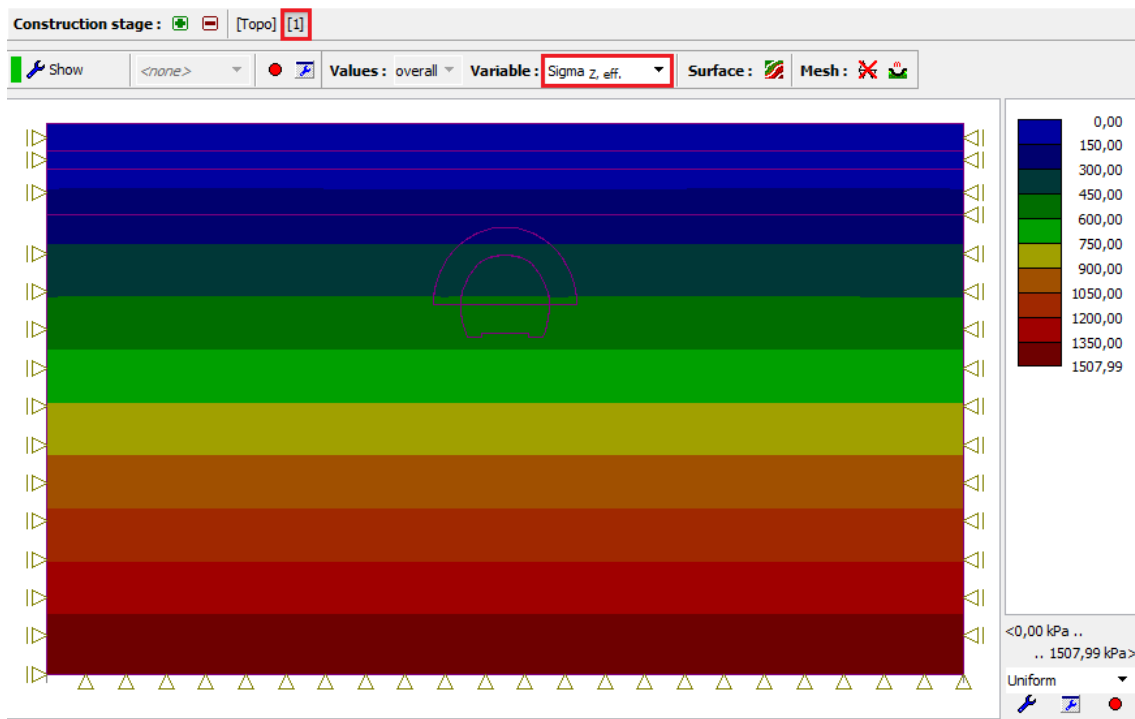 Construction stage : [Topo] [1]
Show <none> Values : overall Variable : Sigma z, eff. Surface : Mesh :
0,00
150,00
300,00
450,00
600,00
750,00
900,00
1050,00
1200,00
1350,00
1507,99
<0,00 kPa ..
.. 1507,99 kPa>
Uniform